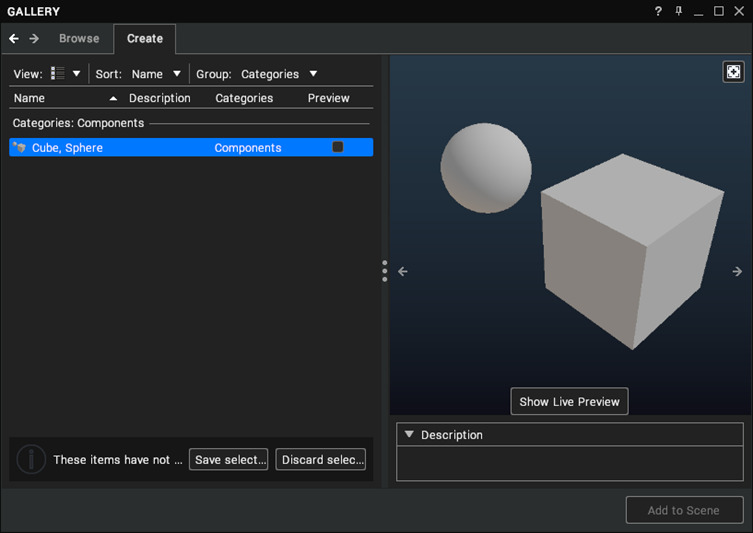 GALLERY
?
Browse
Create
View:
Sort: Name
Group: Categories
Name
Description
Categories
Preview
Categories: Components
Cube, Sphere
Components
Show Live Preview
Description
These items have not ...
Save select...
Discard selec...
Add to Scene